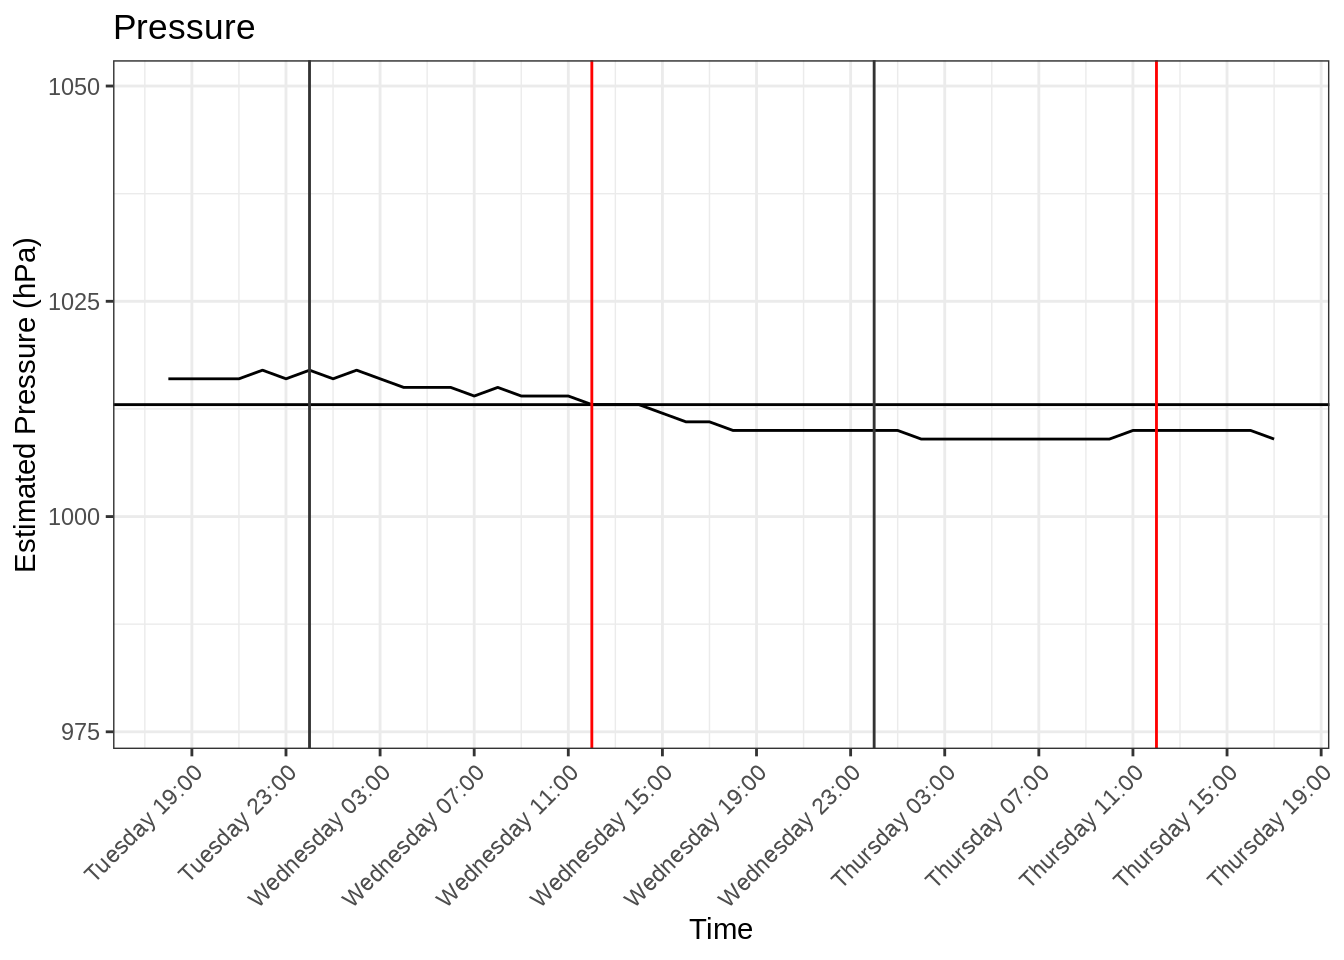 Pressure
Estimated Pressure (hPa)
1050
1025
1000
975
Tuesday 19:00
Tuesday 23:00
Wednesday 03:00
Wednesday 07:00
Wednesday 11:00
Wednesday 15:00
Wednesday 19:00
Wednesday 23:00
Thursday 03:00
Thursday 07:00
Thursday 11:00
Thursday 15:00
Thursday 19:00
Time